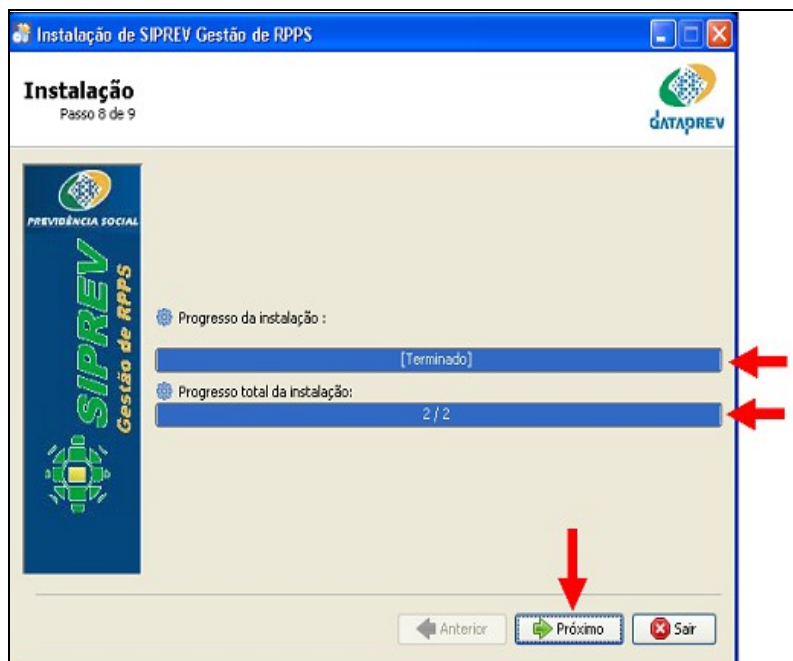 Instalação de SIPREV Gestão de RPPS
Instalação
Passo 8 de 9
dataprev
PREVIDÊNCIA SOCIAL
SIPREV
Gestão de RPPS
Progresso da instalação :
[Terminado]
Progresso total da instalação:
2 / 2
Anterior
Próximo
Sair